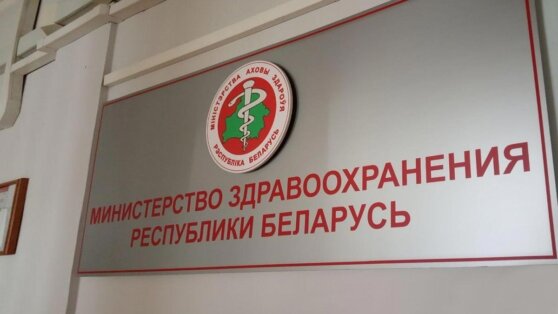 МІНІСТЭРСТВА АХОВЫ ЗДАРОЎЯ
РЭСПУБЛІКА БЕЛАРУСЬ
МИНИСТЕРСТВО ЗДРАВООХРАНЕНИЯ
РЕСПУБЛИКИ БЕЛАРУСЬ